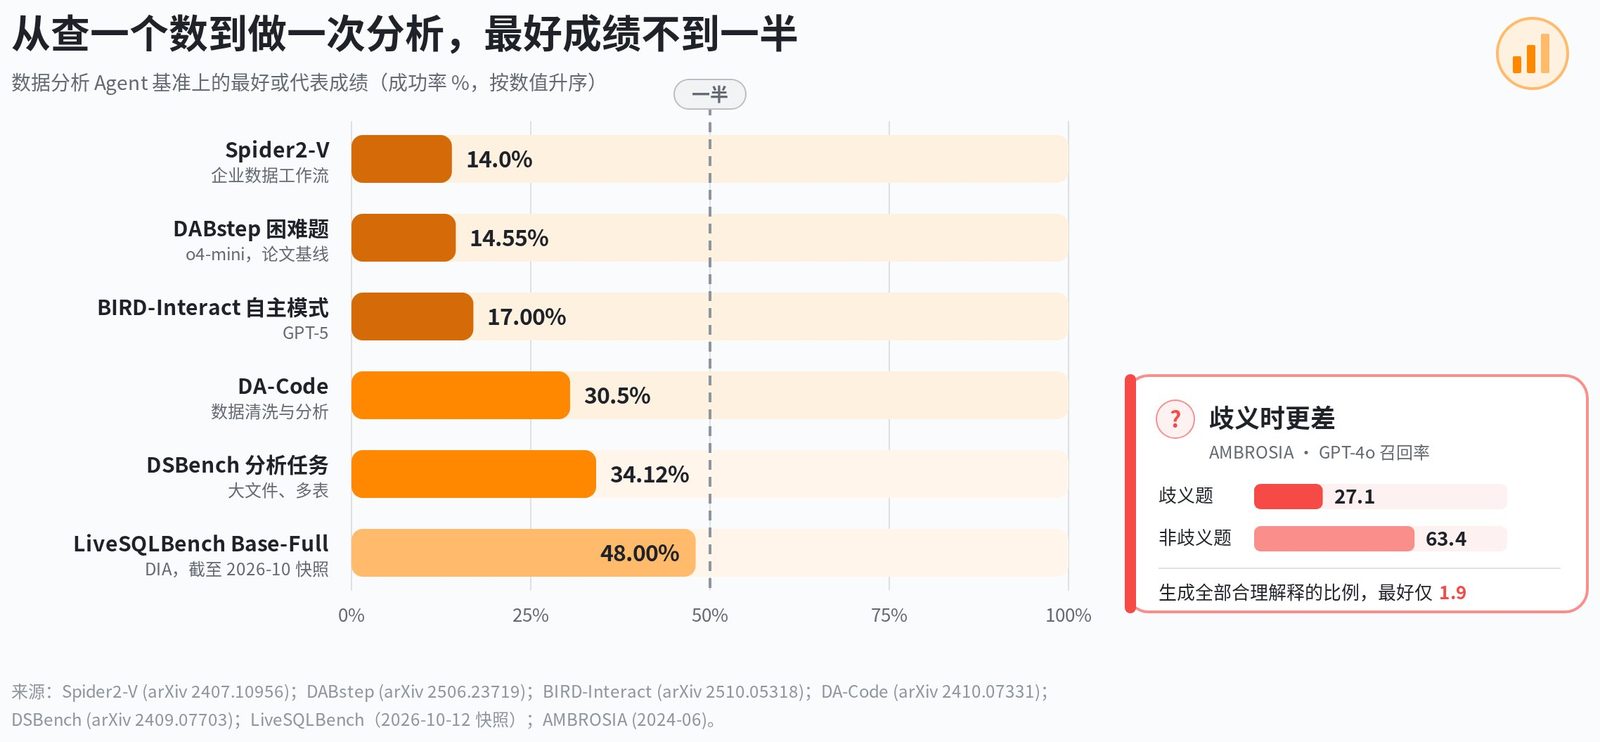 从查一个数到做一次分析，最好成绩不到一半
数据分析 Agent 基准上的最好或代表成绩（成功率 %，按数值升序）
一半
Spider2-V
企业数据工作流
14.0%
DABstep 困难题
o4-mini，论文基线
14.55%
BIRD-Interact 自主模式
GPT-5
17.00%
DA-Code
数据清洗与分析
30.5%
DSBench 分析任务
大文件、多表
34.12%
LiveSQLBench Base-Full
DIA，截至 2026-10 快照
48.00%
0%
25%
50%
75%
100%
?
歧义时更差
AMBROSIA · GPT-4o 召回率
歧义题
27.1
非歧义题
63.4
生成全部合理解释的比例，最好仅 1.9
来源：Spider2-V (arXiv 2407.10956)；DABstep (arXiv 2506.23719)；BIRD-Interact (arXiv 2510.05318)；DA-Code (arXiv 2410.07331)；
DSBench (arXiv 2409.07703)；LiveSQLBench（2026-10-12 快照）；AMBROSIA (2024-06)。